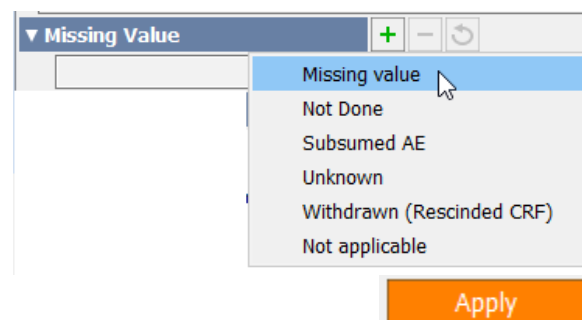 Missing Value
Missing value
Not Done
Subsumed AE
Unknown
Withdrawn (Rescinded CRF)
Not applicable
Apply